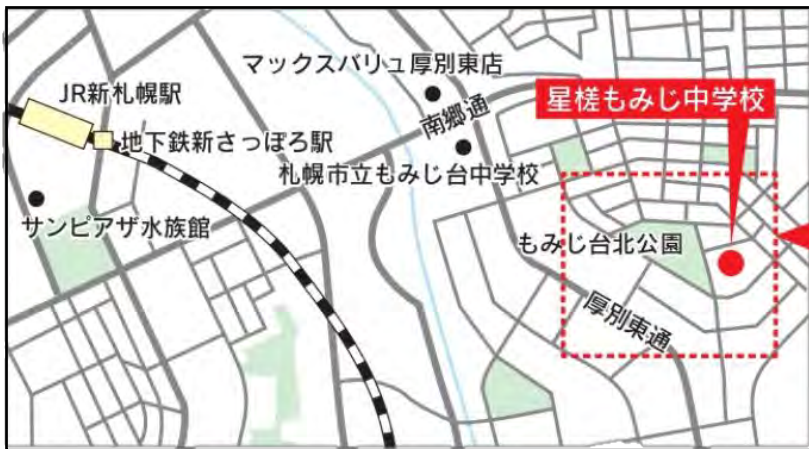 マックスバリュ厚別東店
JR新札幌駅
星槎もみじ中学校
南郷通
地下鉄新さっぽろ駅
札幌市立もみじ台中学校
サンピアザ水族館
もみじ台北公園
厚別東通